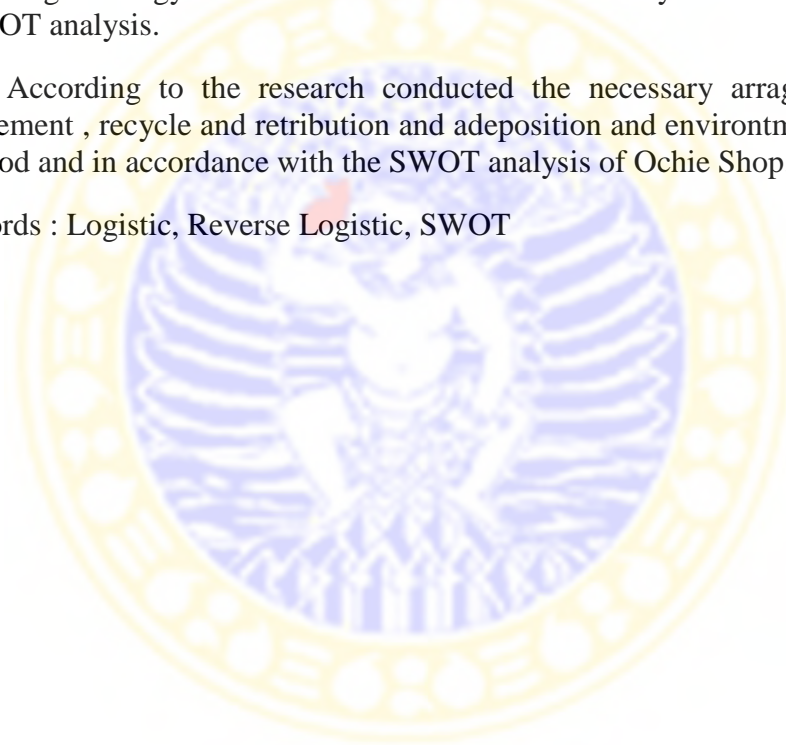 OT analysis.
According to the research conducted the necessary arrag
ement , recycle and retribution and adeposition and environtm
od and in accordance with the SWOT analysis of Ochie Shop
rds : Logistic, Reverse Logistic, SWOT